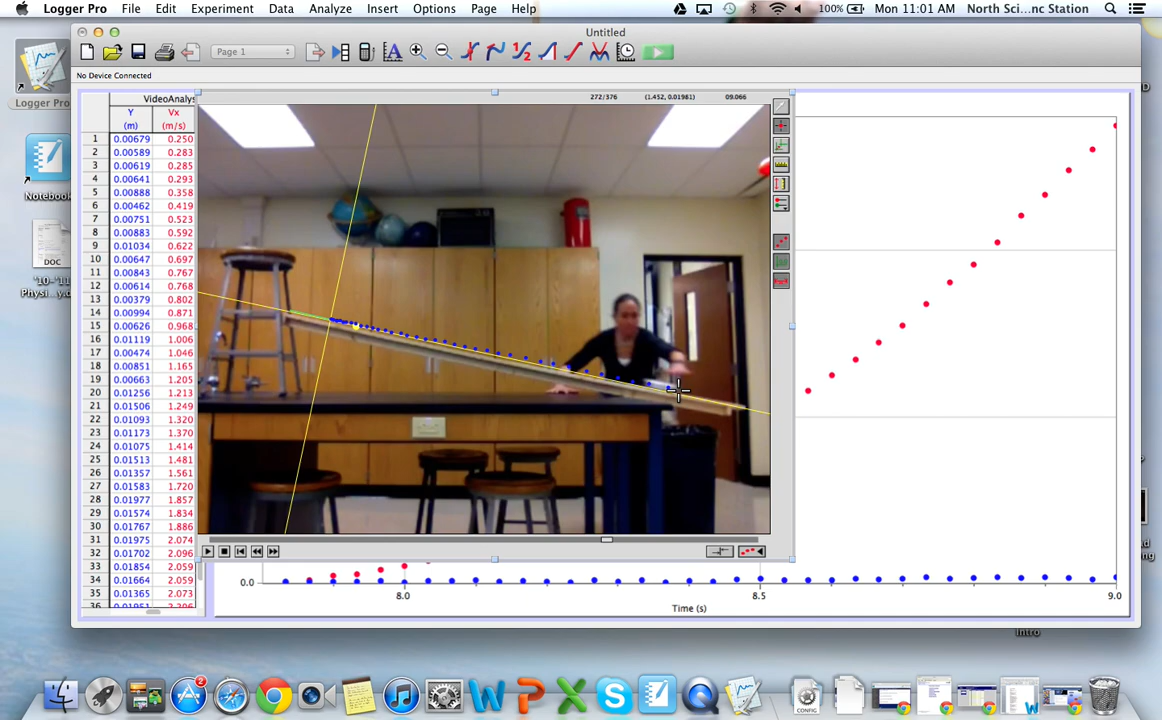 Logger Pro File Edit Experiment Data Analyze Insert Options Page Help 100% Mon 11:01 AM North Sci...nc Station
Untitled
Page 1
No Device Connected
VideoAnalys
Y Vx
(m) (m/s)
1 0.00679 0.250
2 0.00589 0.283
3 0.00619 0.285
4 0.00641 0.293
5 0.00888 0.358
6 0.00462 0.419
7 0.00751 0.523
8 0.00883 0.592
9 0.01034 0.622
10 0.00647 0.697
11 0.00843 0.767
12 0.00614 0.768
13 0.00379 0.802
14 0.00994 0.871
15 0.00626 0.968
16 0.01119 1.006
17 0.00474 1.046
18 0.00851 1.165
19 0.00663 1.205
20 0.01256 1.213
21 0.01506 1.249
22 0.01093 1.320
23 0.01173 1.370
24 0.01075 1.414
25 0.01513 1.481
26 0.01357 1.561
27 0.01583 1.720
28 0.01977 1.857
29 0.01834 1.834
30 0.01767 1.886
31 0.01975 2.074
32 0.01702 2.096
33 0.01854 2.059
34 0.01664 2.059
35 0.01365 2.073
36 0.01951 2.206
272/376 (1.452, 0.01981) 09.066
0.0
8.0 8.5 9.0
Time (s)
Logger Pro
Notebook
DOC
'10-'11
Physi...y.d
Intro
2
CONFIG